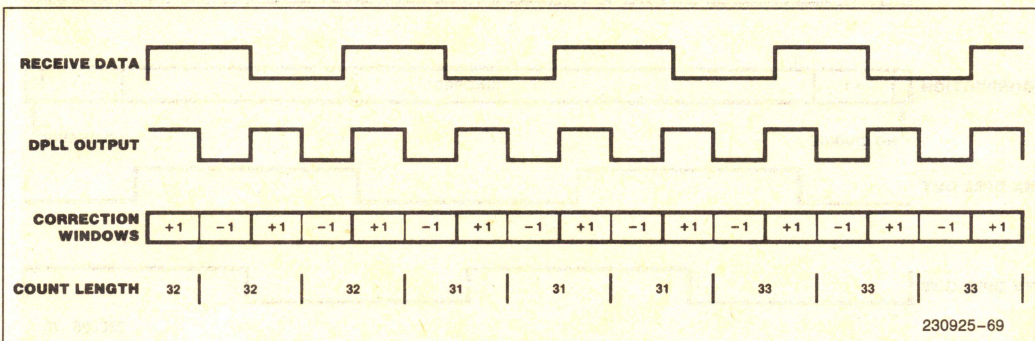 RECEIVE DATA
DPLL OUTPUT
CORRECTION
WINDOWS
+1 −1 +1 −1 +1 −1 +1 −1 +1 −1 +1 −1 +1 −1 +1 −1 +1
COUNT LENGTH 32 32 32 31 31 31 33 33 33
230925–69